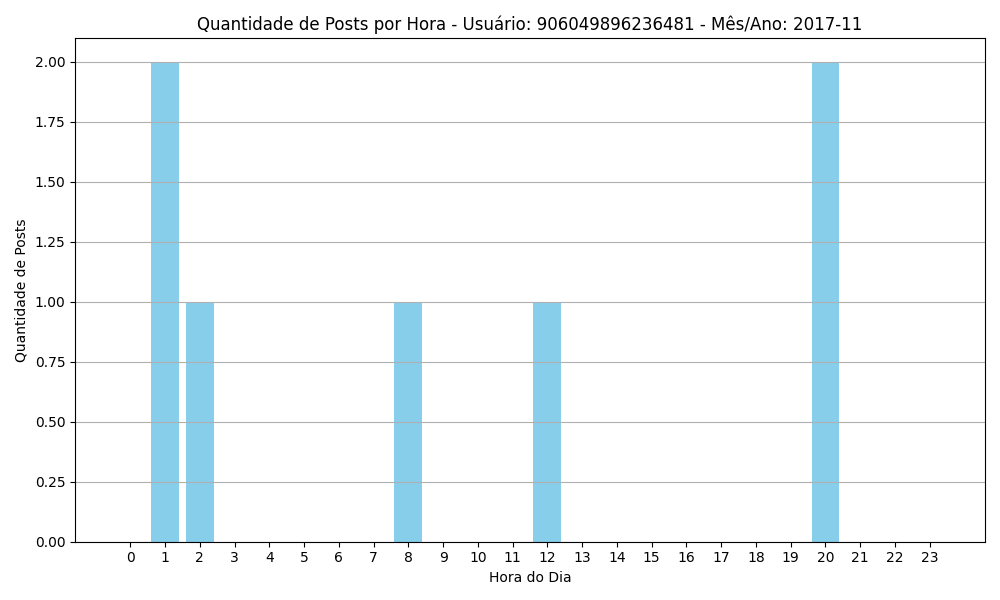 Quantidade de Posts por Hora - Usuário: 906049896236481 - Mês/Ano: 2017-11
Quantidade de Posts
2.00
1.75
1.50
1.25
1.00
0.75
0.50
0.25
0.00
0 1 2 3 4 5 6 7 8 9 10 11 12 13 14 15 16 17 18 19 20 21 22 23
Hora do Dia